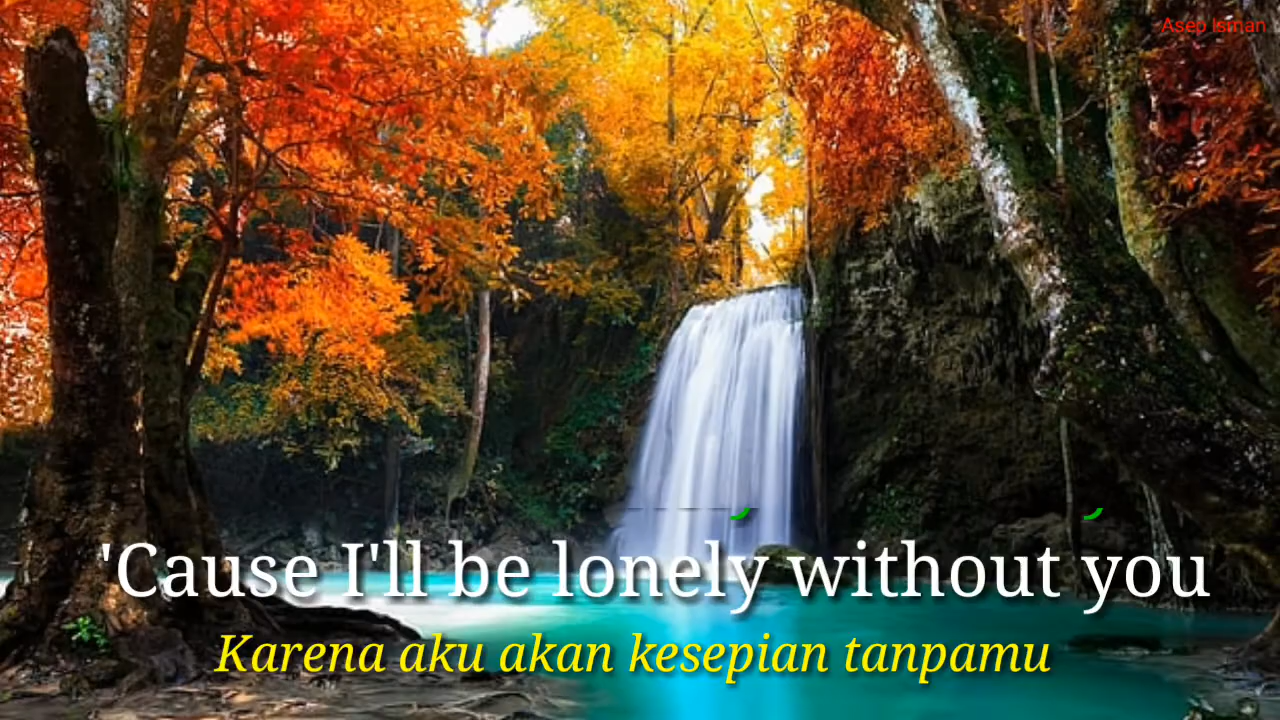 Asep Isman
'Cause I'll be lonely without you
Karena aku akan kesepian tanpamu